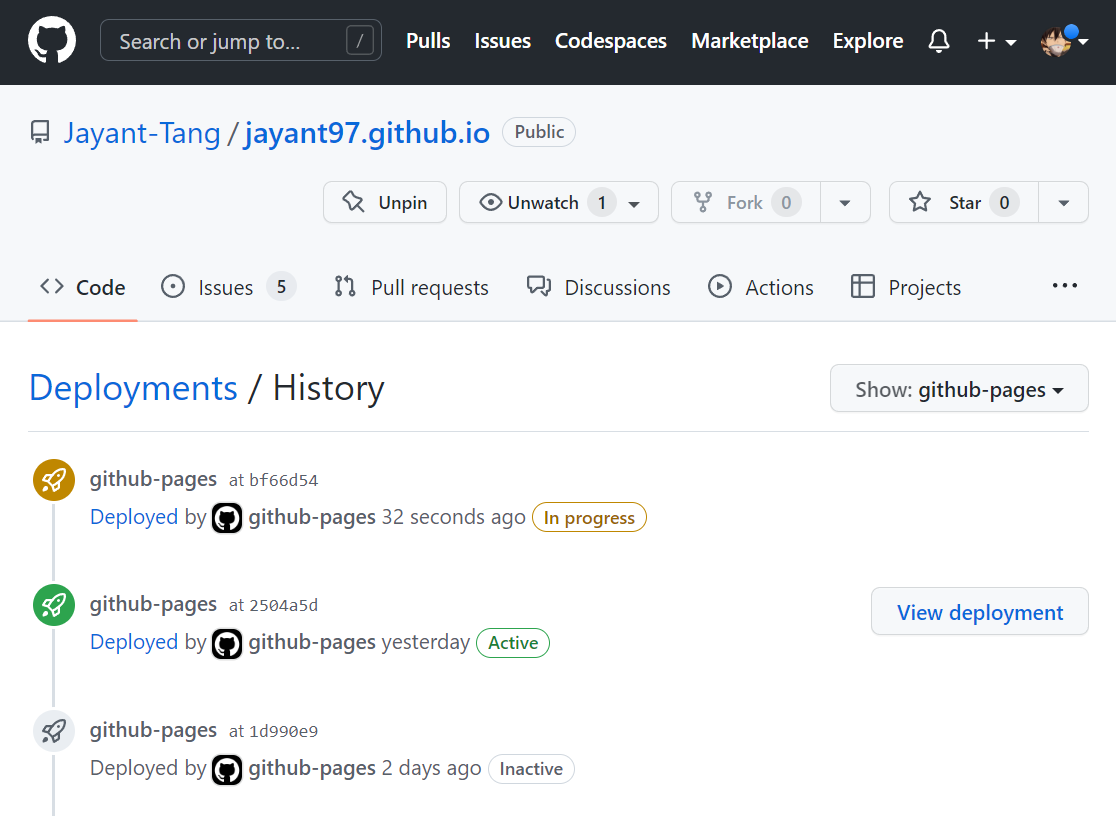 Search or jump to... / Pulls Issues Codespaces Marketplace Explore
Jayant-Tang / jayant97.github.io Public
Unpin Unwatch 1 Fork 0 Star 0
Code Issues 5 Pull requests Discussions Actions Projects
Deployments / History Show: github-pages
github-pages at bf66d54
Deployed by github-pages 32 seconds ago In progress
github-pages at 2504a5d
View deployment
Deployed by github-pages yesterday Active
github-pages at 1d990e9
Deployed by github-pages 2 days ago Inactive